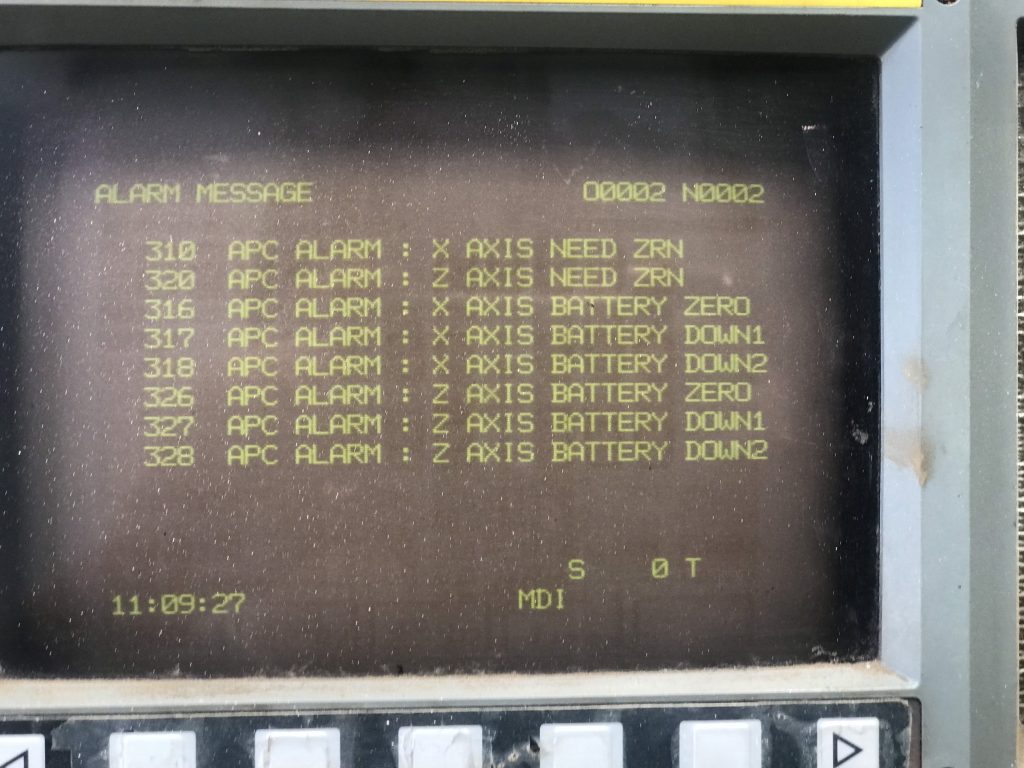 ALARM MESSAGE O0002 N0002
310 APC ALARM : X AXIS NEED ZRN
320 APC ALARM : Z AXIS NEED ZRN
316 APC ALARM : X AXIS BATTERY ZERO
317 APC ALARM : X AXIS BATTERY DOWN1
318 APC ALARM : X AXIS BATTERY DOWN2
326 APC ALARM : Z AXIS BATTERY ZERO
327 APC ALARM : Z AXIS BATTERY DOWN1
328 APC ALARM : Z AXIS BATTERY DOWN2
S 0 T
11:09:27 MDI